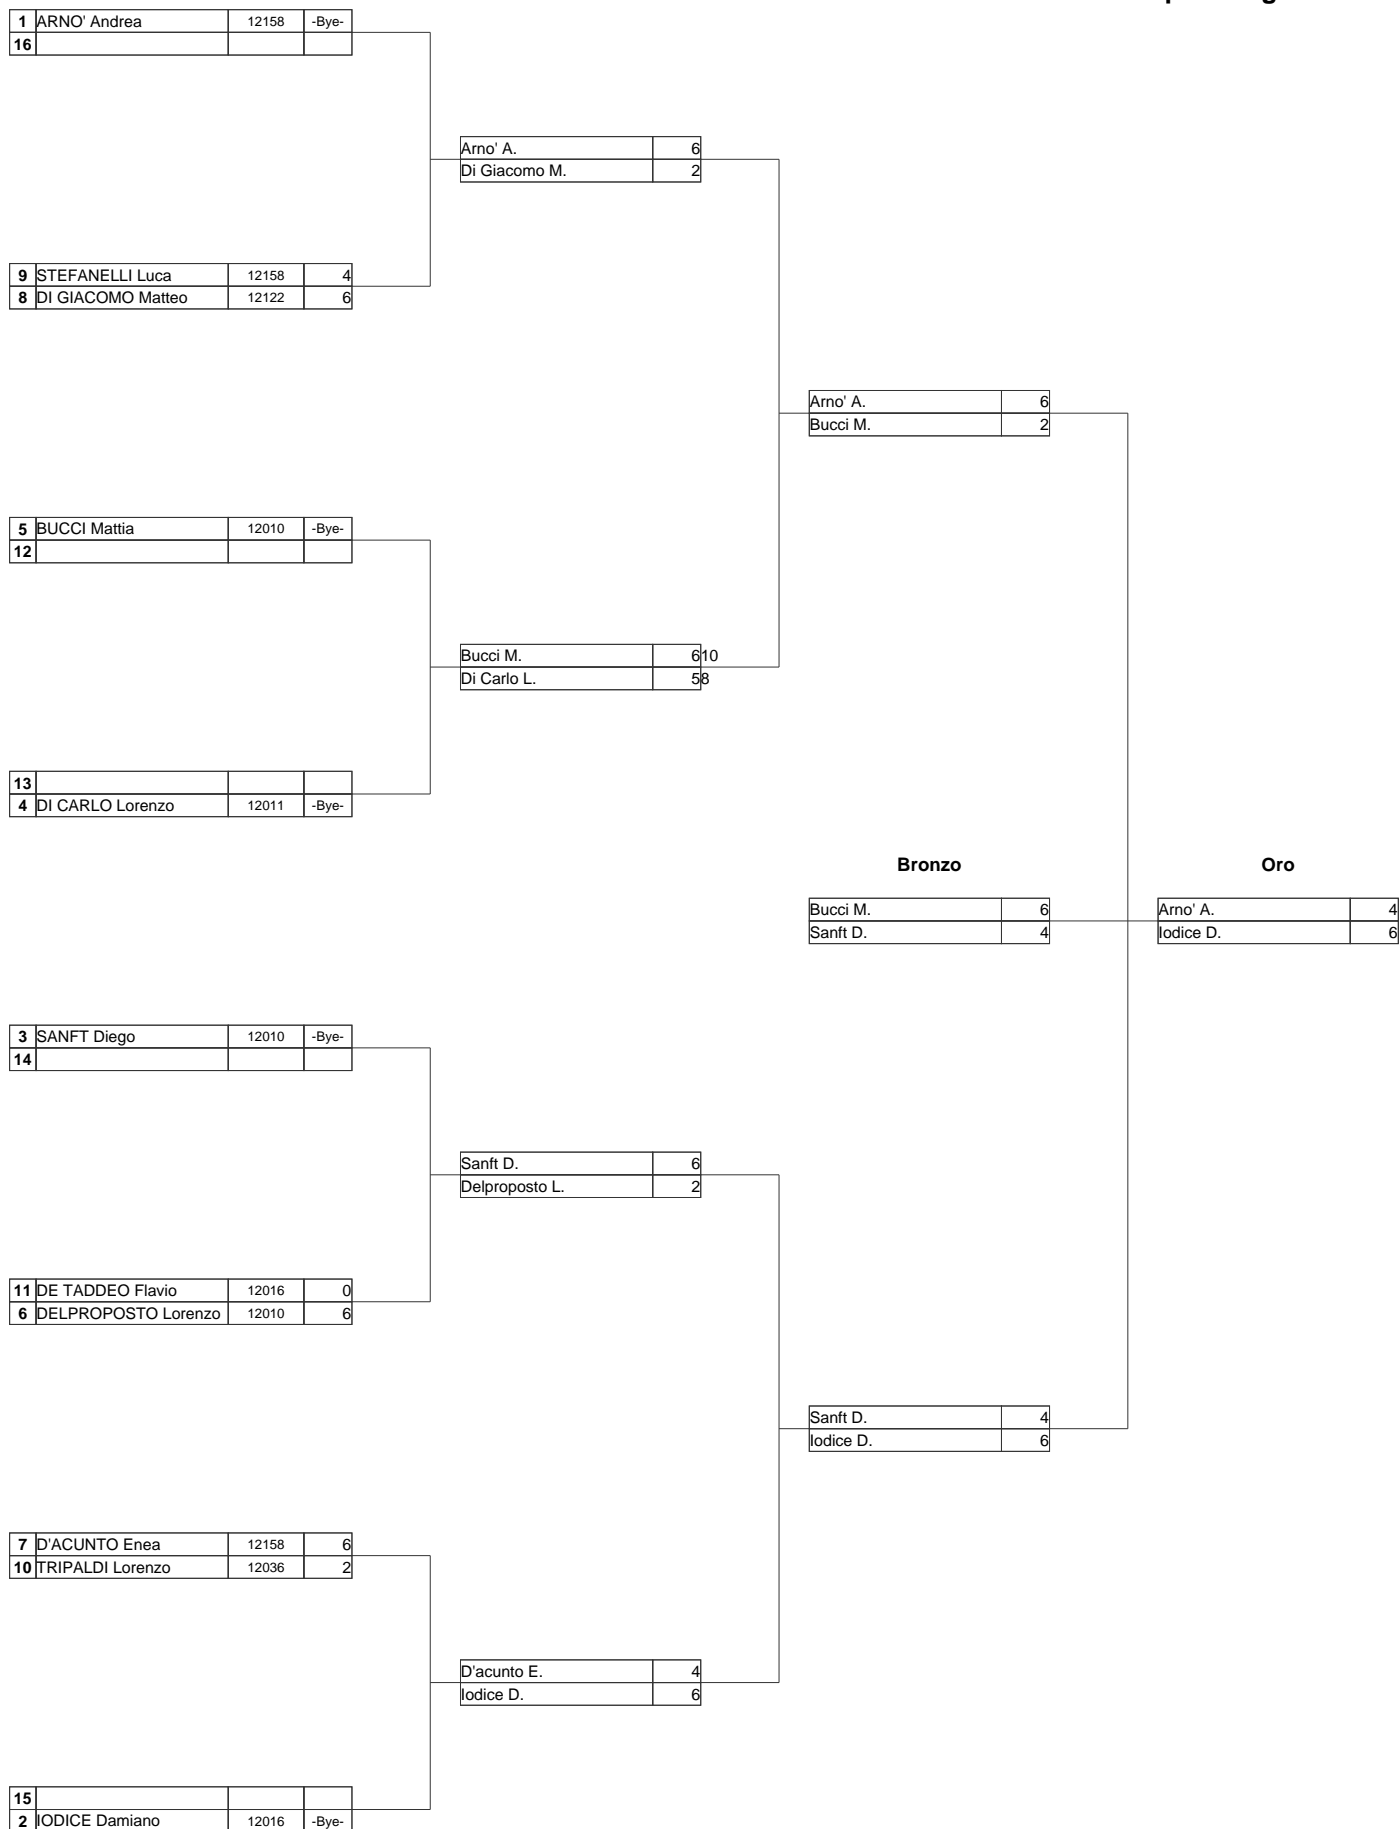 1 ARNO' Andrea 12158 -Bye-
16
Arno' A. 6
Di Giacomo M. 2
9 STEFANELLI Luca 12158 4
8 DI GIACOMO Matteo 12122 6
Arno' A. 6
Bucci M. 2
5 BUCCI Mattia 12010 -Bye-
12
Bucci M. 610
Di Carlo L. 58
13
4 DI CARLO Lorenzo 12011 -Bye-
Bronzo Oro
Bucci M. 6 Arno' A. 4
Sanft D. 4 Iodice D. 6
3 SANFT Diego 12010 -Bye-
14
Sanft D. 6
Delproposto L. 2
11 DE TADDEO Flavio 12016 0
6 DELPROPOSTO Lorenzo 12010 6
Sanft D. 4
Iodice D. 6
7 D'ACUNTO Enea 12158 6
10 TRIPALDI Lorenzo 12036 2
D'acunto E. 4
Iodice D. 6
15
2 IODICE Damiano 12016 -Bye-